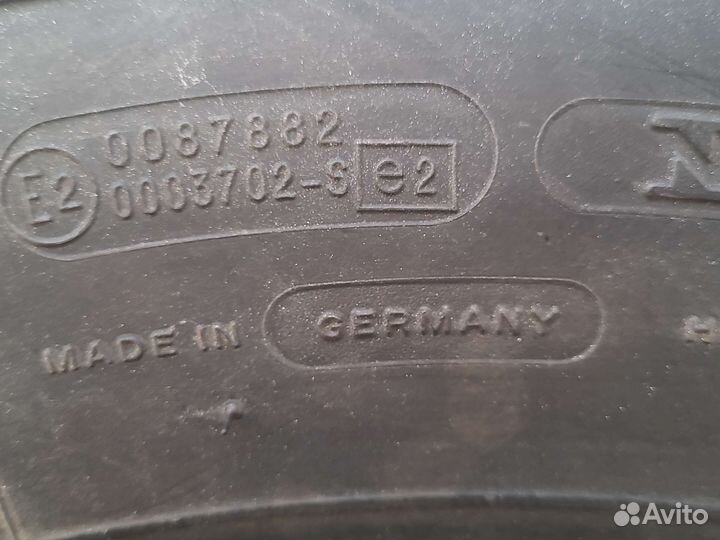 0087882
E2 0003702-S e2
MADE IN GERMANY
Avito